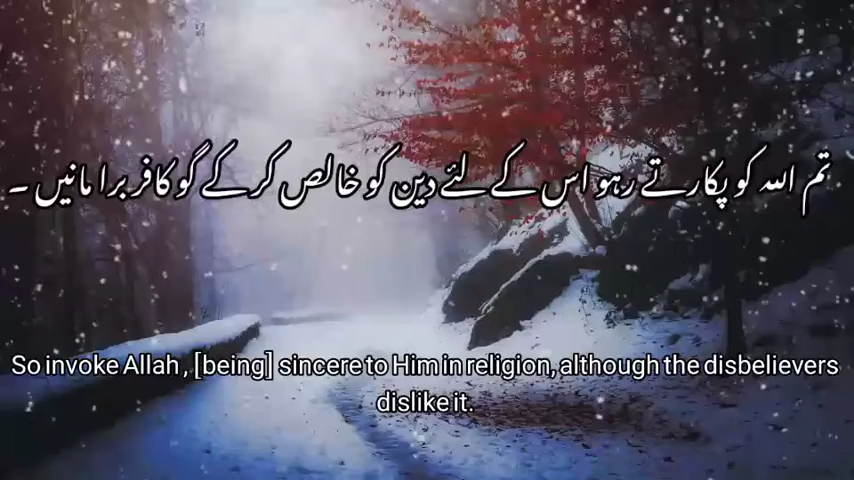 تم اللہ کو پکارتے رہو اس کے لئے دین کو خالص کر کے گو کافر برا مانیں۔
So invoke Allah , [being] sincere to Him in religion, although the disbelievers
dislike it.